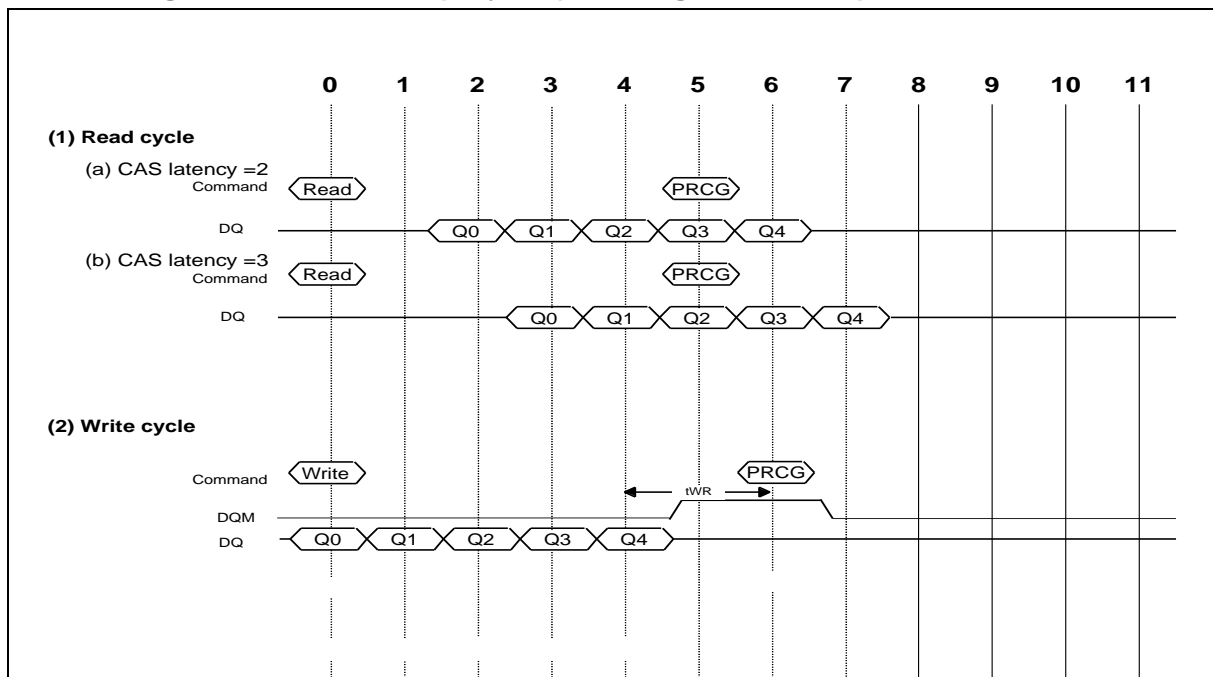 0 1 2 3 4 5 6 7 8 9 10 11
(1) Read cycle
(a) CAS latency =2
Command Read PRCG
DQ Q0 Q1 Q2 Q3 Q4
(b) CAS latency =3
Command Read PRCG
DQ Q0 Q1 Q2 Q3 Q4
(2) Write cycle
Command Write PRCG
tWR
DQM
DQ Q0 Q1 Q2 Q3 Q4